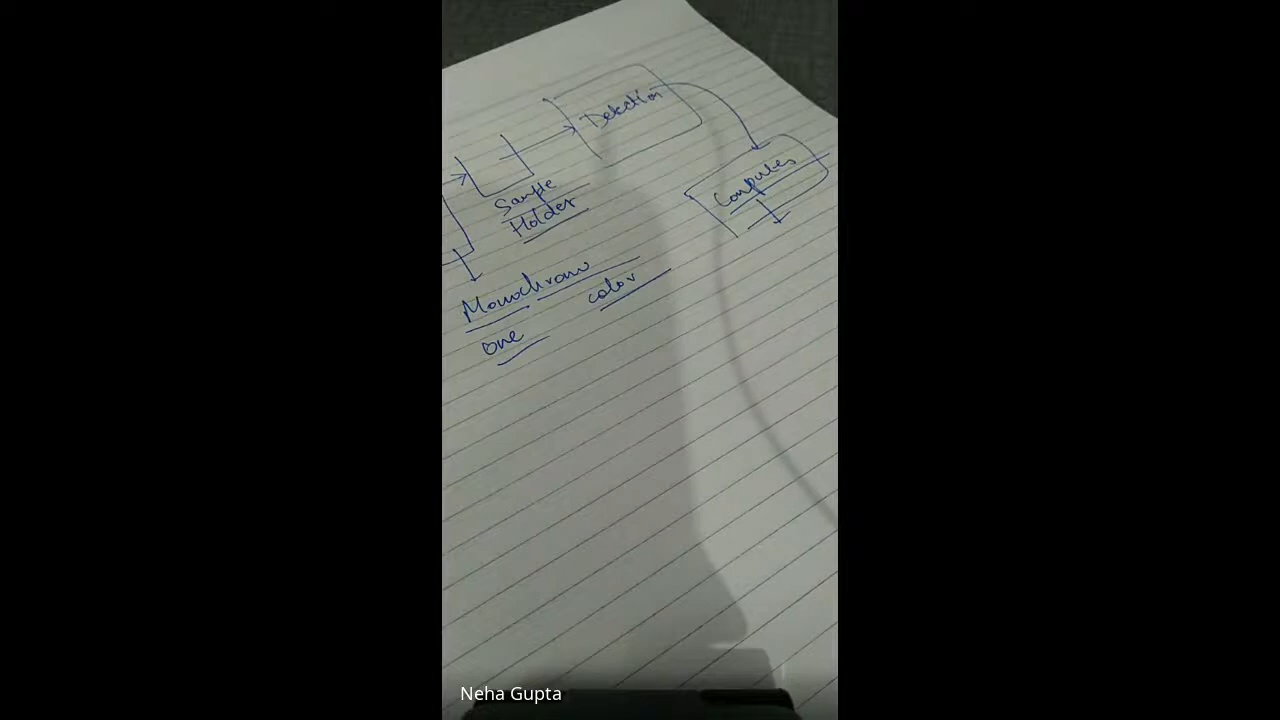 Detection
Computer
Sample
Holder
Monochrom
one color
Neha Gupta